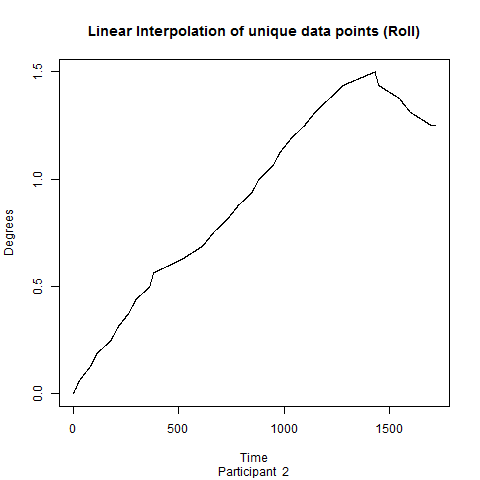 Linear Interpolation of unique data points (Roll)
Degrees
1.5
1.0
0.5
0.0
0 500 1000 1500
Time
Participant 2